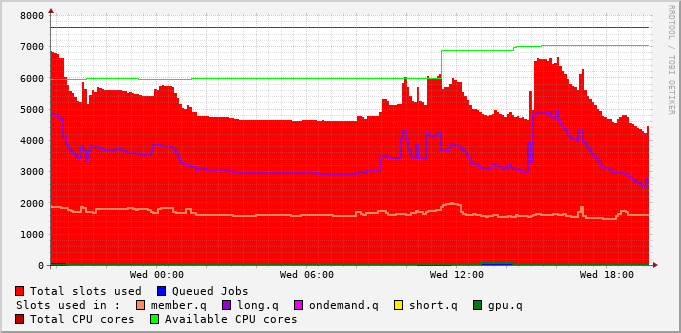 8000
7000
6000
5000
4000
3000
2000
1000
0
Wed 00:00 Wed 06:00 Wed 12:00 Wed 18:00
RRDTOOL / TOBI OETIKER
Total slots used Queued Jobs
Slots used in : member.q long.q ondemand.q short.q gpu.q
Total CPU cores Available CPU cores